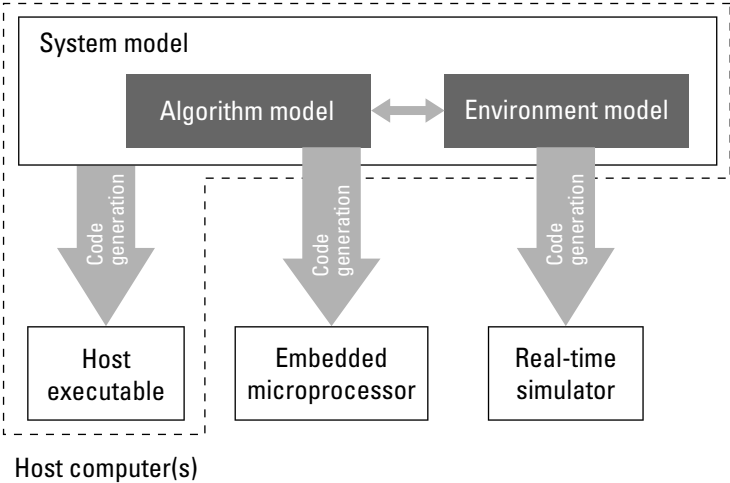 System model
Algorithm model
Environment model
Code
generation
Code
generation
Code
generation
Host
executable
Embedded
microprocessor
Real-time
simulator
Host computer(s)